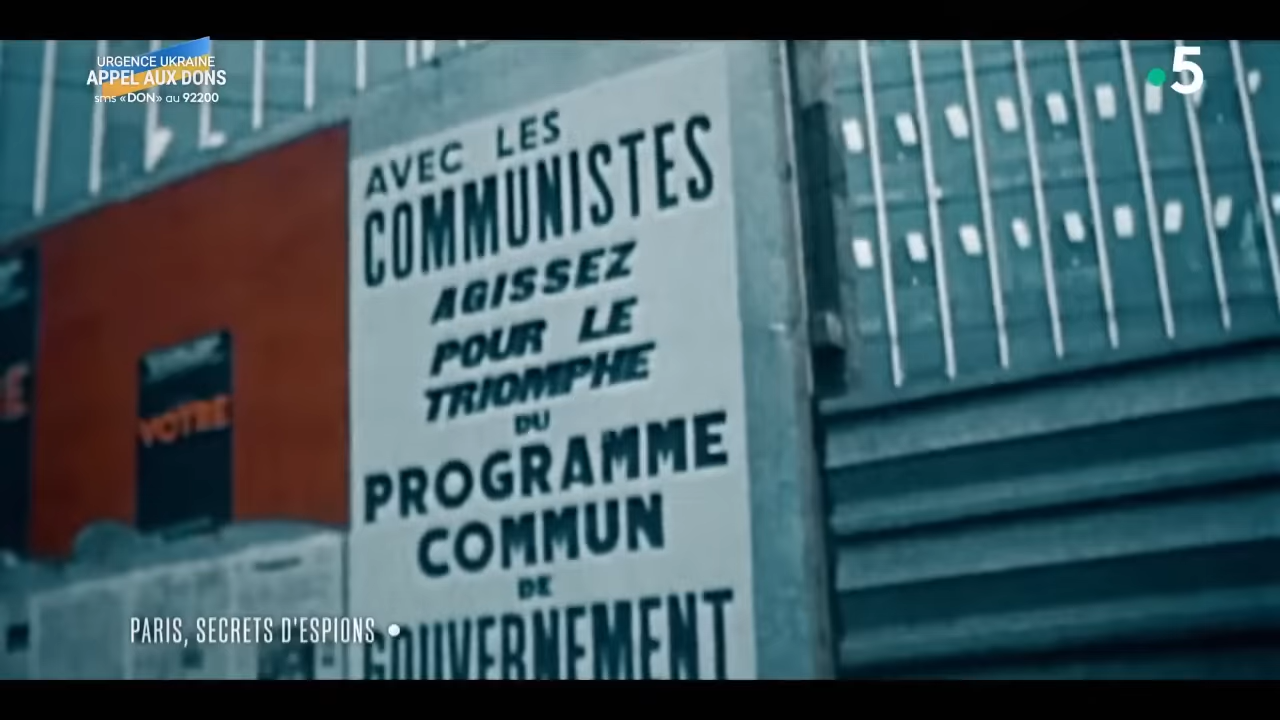 URGENCE UKRAINE
APPEL AUX DONS
sms «DON» au 92200
5
AVEC LES
COMMUNISTES
AGISSEZ
POUR LE
TRIOMPHE
DU
PROGRAMME
COMMUN
DE
GOUVERNEMENT
VOTRE
PARIS, SECRETS D'ESPIONS